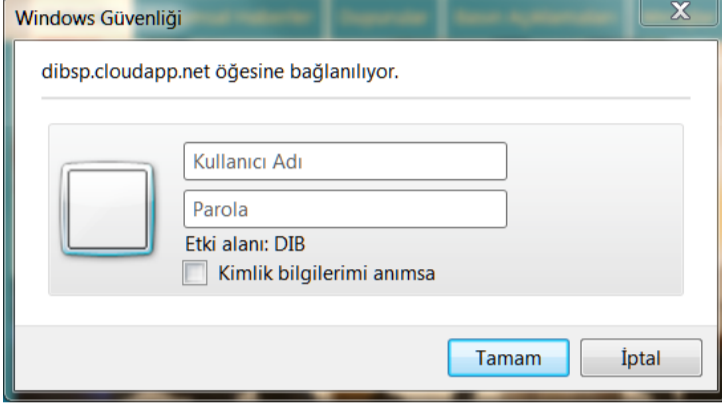 Windows Güvenliği
dibsp.cloudapp.net öğesine bağlanılıyor.
Kullanıcı Adı
Parola
Etki alanı: DIB
Kimlik bilgilerimi anımsa
Tamam
İptal